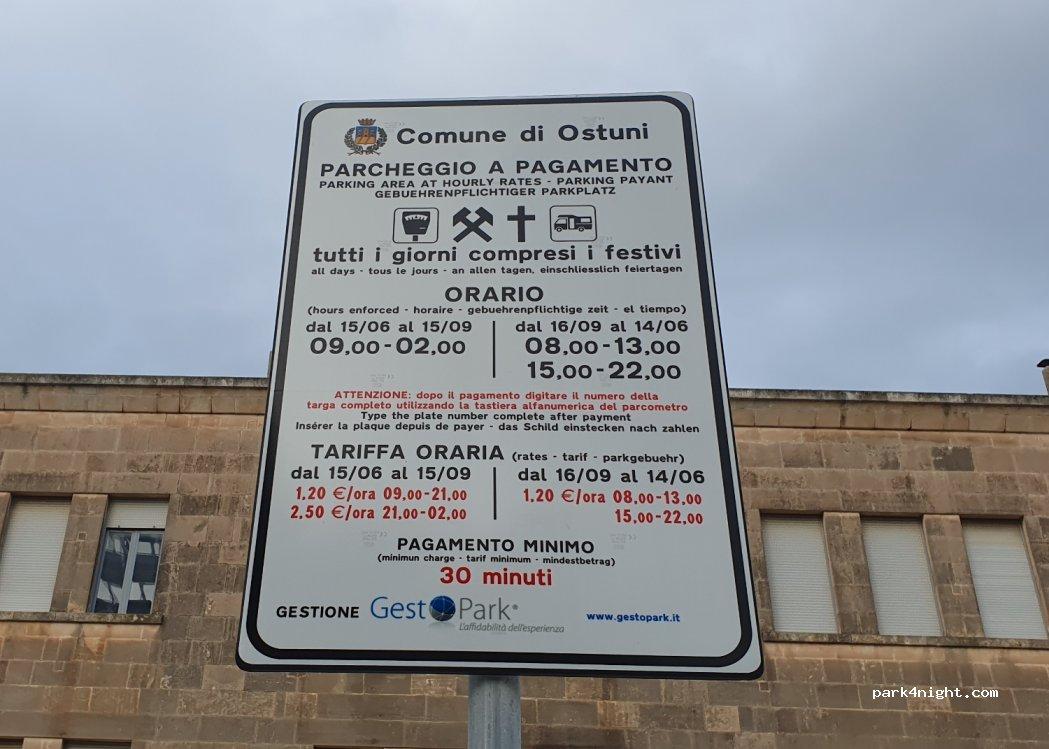 Comune di Ostuni
PARCHEGGIO A PAGAMENTO
PARKING AREA AT HOURLY RATES - PARKING PAYANT
GEBUEHRENPFLICHTIGER PARKPLATZ
tutti i giorni compresi i festivi
all days - tous le jours - an allen tagen, einschliesslich feiertagen
ORARIO
(hours enforced - horaire - gebuehrenpflichtige zeit - el tiempo)
dal 15/06 al 15/09
09,00-02,00
dal 16/09 al 14/06
08,00-13,00
15,00-22,00
ATTENZIONE: dopo il pagamento digitare il numero della
targa completo utilizzando la tastiera alfanumerica del parcometro
Type the plate number complete after payment
Insérer la plaque depuis de payer - das Schild einstecken nach zahlen
TARIFFA ORARIA (rates - tarif - parkgebuehr)
dal 15/06 al 15/09
1,20 €/ora 09,00-21,00
2,50 €/ora 21,00-02,00
dal 16/09 al 14/06
1,20 €/ora 08,00-13,00
15,00-22,00
PAGAMENTO MINIMO
(minimun charge - tarif minimum - mindestbetrag)
30 minuti
GESTIONE GestPark®
L'affidabilità dell'esperienza
www.gestopark.it
park4night.com